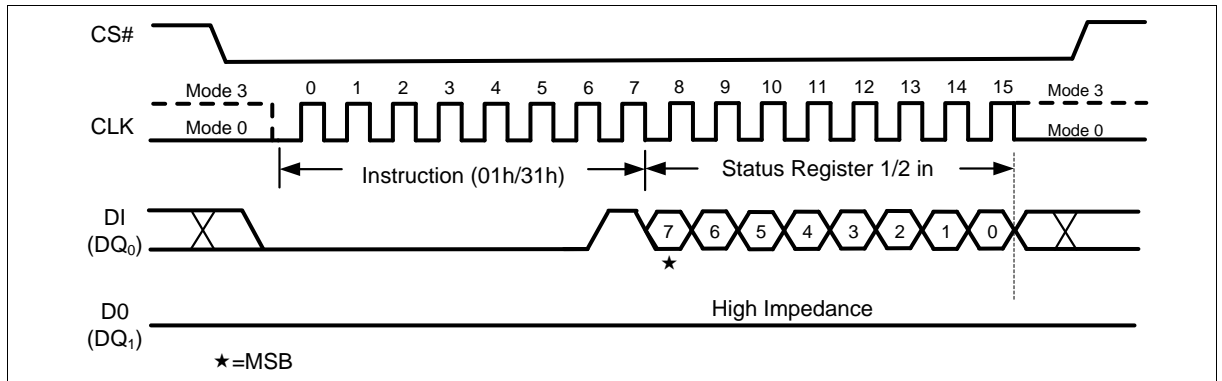 CS#
Mode 3 0 1 2 3 4 5 6 7 8 9 10 11 12 13 14 15 Mode 3
CLK Mode 0 Mode 0
Instruction (01h/31h) Status Register 1/2 in
DI
(DQ0) 7 6 5 4 3 2 1 0
★
D0 High Impedance
(DQ1)
★=MSB